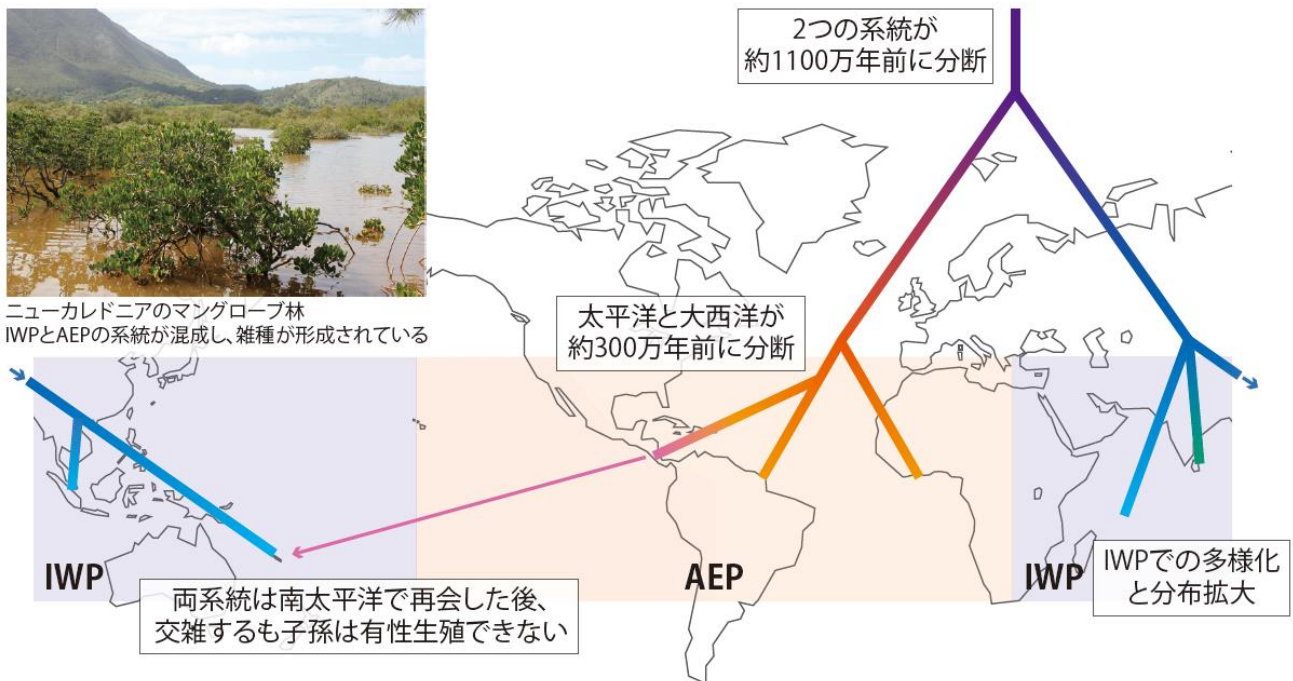 2つの系統が
約1100万年前に分断
ニューカレドニアのマングローブ林
IWPとAEPの系統が混成し、雑種が形成されている
太平洋と大西洋が
約300万年前に分断
IWP
AEP
IWP
IWPでの多様化
と分布拡大
両系統は南太平洋で再会した後、
交雑するも子孫は有性生殖できない